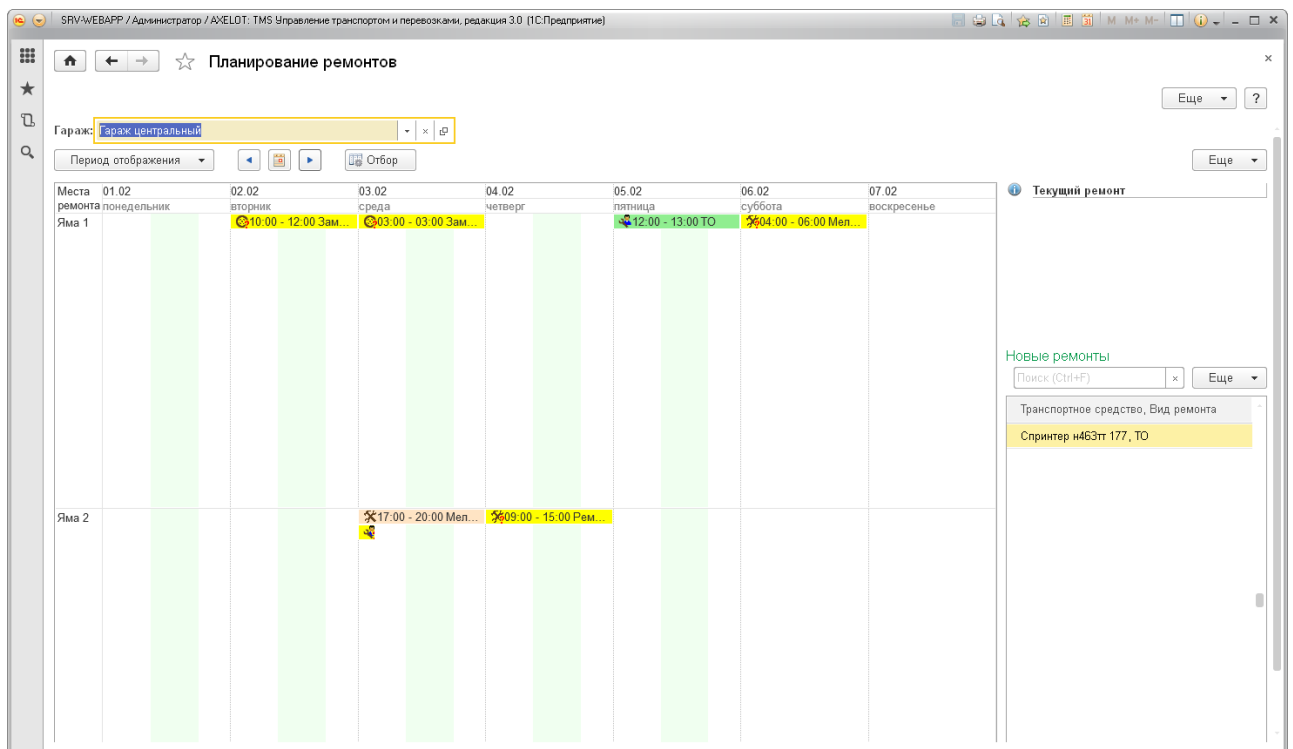 SRV-WEBAPP / Администратор / AXELOT: TMS Управление транспортом и перевозками, редакция 3.0 (1С:Предприятие)
M M+ M-
Планирование ремонтов
Еще ?
Гараж: Гараж центральный
Период отображения Отбор Еще
Места ремонта 01.02 02.02 03.02 04.02 05.02 06.02 07.02
понедельник вторник среда четверг пятница суббота воскресенье
Яма 1 10:00 - 12:00 Зам... 03:00 - 03:00 Зам... 12:00 - 13:00 ТО 04:00 - 06:00 Мел...
Яма 2 17:00 - 20:00 Мел... 09:00 - 15:00 Рем...
Текущий ремонт
Новые ремонты
Поиск (Ctrl+F) Еще
Транспортное средство, Вид ремонта
Спринтер н463тт 177, ТО